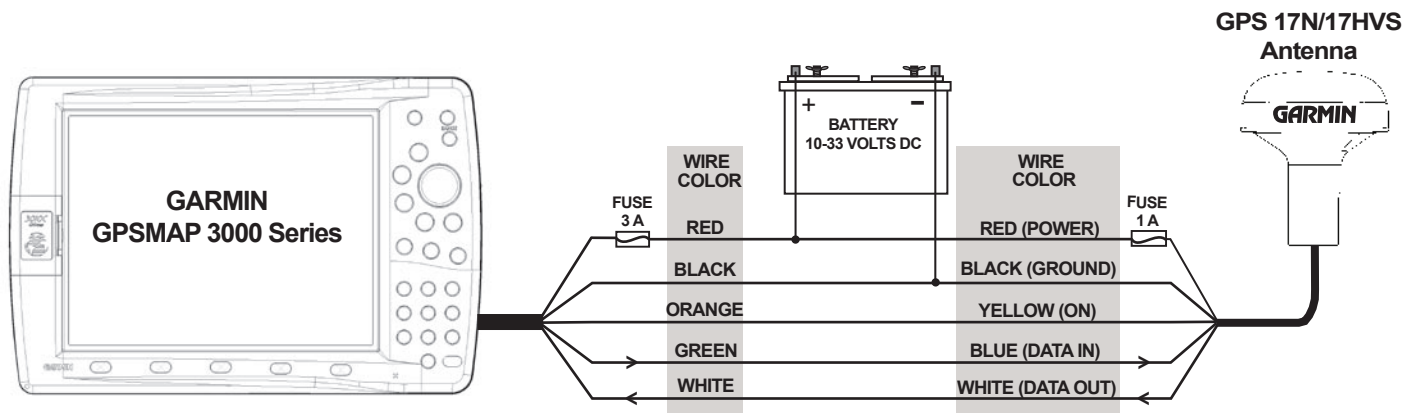 GPS 17N/17HVS
Antenna
GARMIN
+ −
BATTERY
10-33 VOLTS DC
GARMIN
GPSMAP 3000 Series
WIRE
COLOR
WIRE
COLOR
FUSE
3 A
FUSE
1 A
RED
RED (POWER)
BLACK
BLACK (GROUND)
ORANGE
YELLOW (ON)
GREEN
BLUE (DATA IN)
WHITE
WHITE (DATA OUT)
GARMIN